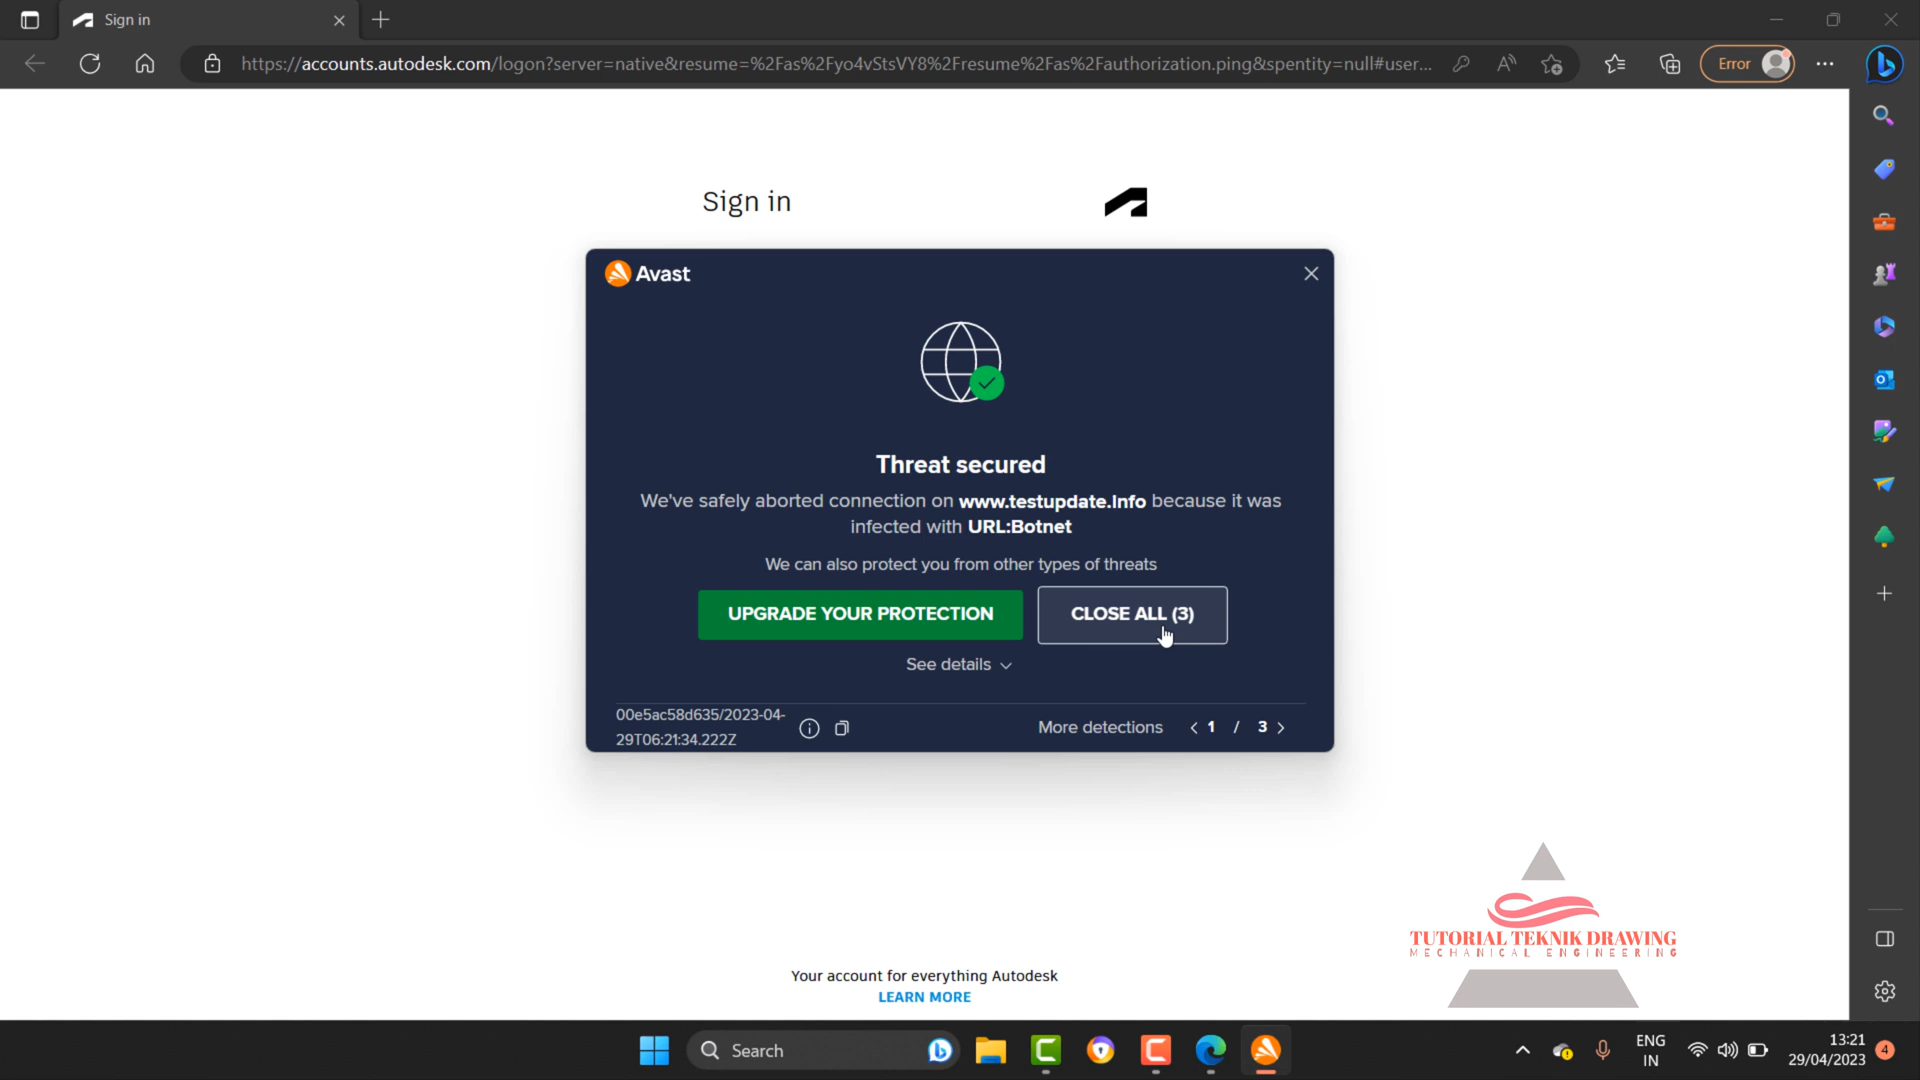 Sign in
https://accounts.autodesk.com/logon?server=native&resume=%2Fas%2Fyo4vStsVY8%2Fresume%2Fas%2Fauthorization.ping&spentity=null#user...
Error
Sign in
Avast
Threat secured
We've safely aborted connection on www.testupdate.info because it was
infected with URL:Botnet
We can also protect you from other types of threats
UPGRADE YOUR PROTECTION
CLOSE ALL (3)
See details
00e5ac58d635/2023-04-
29T06:21:34.222Z
More detections
1 / 3
TUTORIAL TEKNIK DRAWING
MECHANICAL ENGINEERING
Your account for everything Autodesk
LEARN MORE
Search
ENG
IN
13:21
29/04/2023
4